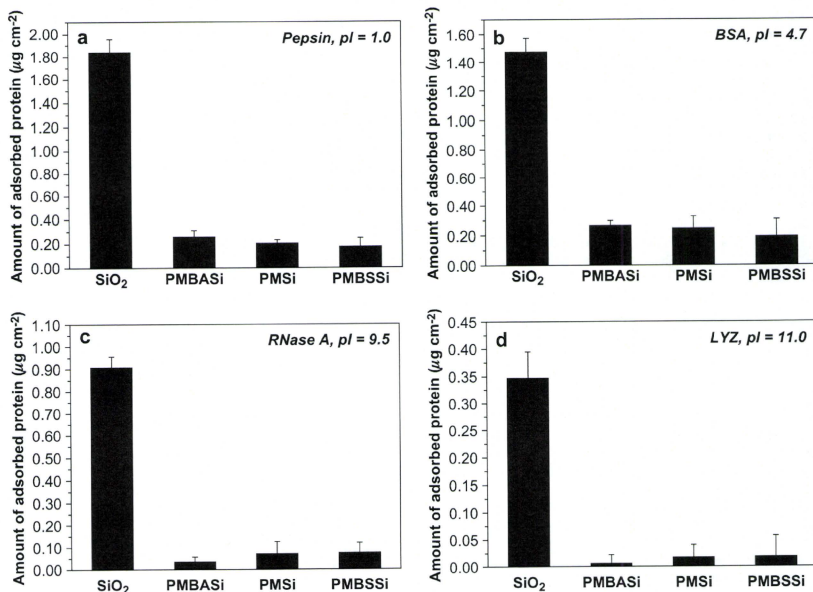 Amount of adsorbed protein (μg cm⁻²)
a
Pepsin, pI = 1.0
2.00
1.80
1.60
1.40
1.20
1.00
0.80
0.60
0.40
0.20
0.00
SiO₂ PMBASi PMSi PMBSSi
Amount of adsorbed protein (μg cm⁻²)
b
BSA, pI = 4.7
1.60
1.40
1.20
1.00
0.80
0.60
0.40
0.20
0.00
SiO₂ PMBASi PMSi PMBSSi
Amount of adsorbed protein (μg cm⁻²)
c
RNase A, pI = 9.5
1.10
1.00
0.90
0.80
0.70
0.60
0.50
0.40
0.30
0.20
0.10
0.00
SiO₂ PMBASi PMSi PMBSSi
Amount of adsorbed protein (μg cm⁻²)
d
LYZ, pI = 11.0
0.45
0.40
0.35
0.30
0.25
0.20
0.15
0.10
0.05
0.00
SiO₂ PMBASi PMSi PMBSSi